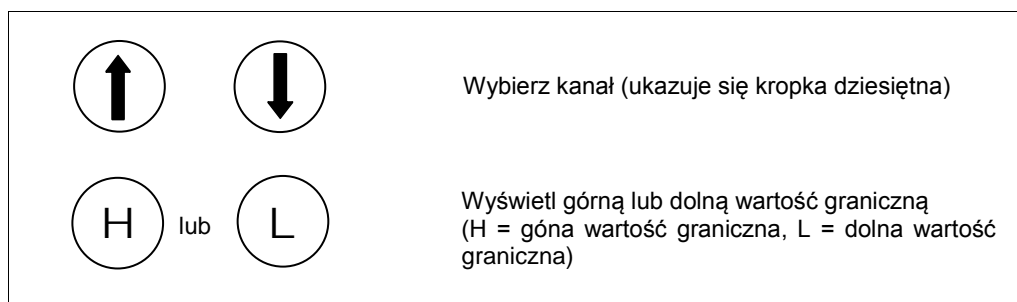 Wybierz kanał (ukazuje się kropka dziesiętna)
H lub L
Wyświetl górną lub dolną wartość graniczną
(H = góna wartość graniczna, L = dolna wartość
graniczna)